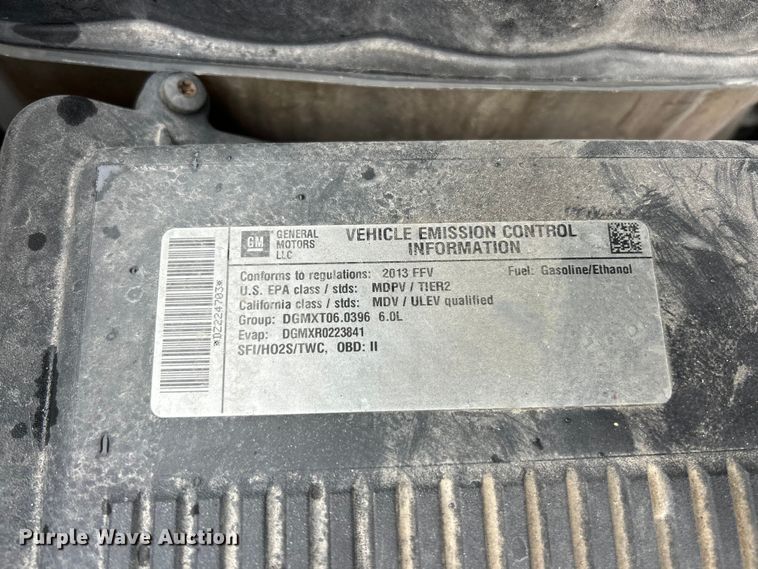 GM
GENERAL MOTORS LLC
VEHICLE EMISSION CONTROL INFORMATION
Conforms to regulations: 2013 FFV Fuel: Gasoline/Ethanol
U.S. EPA class / stds: MDPV / TIER2
California class / stds: MDV / ULEV qualified
Group: DGMXT06.0396 6.0L
Evap: DGMXR0223841
SFI/HO2S/TWC, OBD: II
*DZ224703*
Purple Wave Auction